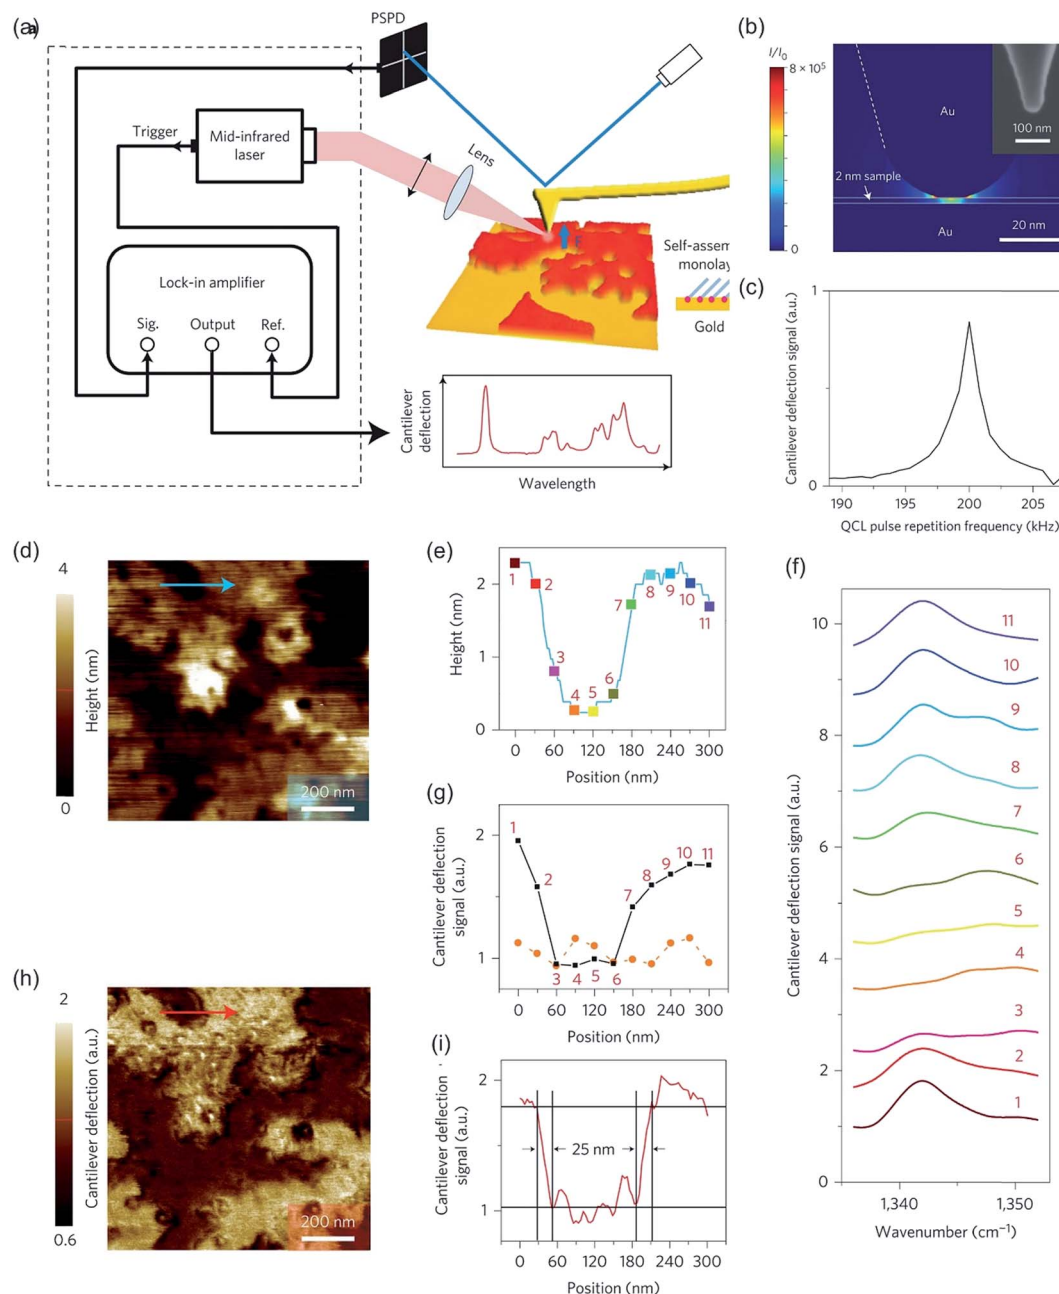 (a)
a
PSPD
Trigger
Mid-infrared
laser
Lens
F
Lock-in amplifier
Sig.
Output
Ref.
Self-assem
monolay
Gold
Cantilever
deflection
Wavelength
(b)
I/I0
8 × 10⁵
0
Au
100 nm
2 nm sample
Au
20 nm
(c)
Cantilever deflection signal (a.u.)
1
0
190
195
200
205
QCL pulse repetition frequency (kHz)
(d)
4
Height (nm)
0
200 nm
(e)
Height (nm)
2
1
0
1
2
3
4
5
6
7
8
9
10
11
0
60
120
180
240
300
Position (nm)
(f)
Cantilever deflection signal (a.u.)
10
8
6
4
2
0
11
10
9
8
7
6
5
4
3
2
1
1,340
1,350
Wavenumber (cm⁻¹)
(g)
Cantilever deflection
signal (a.u.)
2
1
1
2
3
4
5
6
7
8
9
10
11
0
60
120
180
240
300
Position (nm)
(h)
2
Cantilever deflection (a.u.)
0.6
200 nm
(i)
Cantilever deflection
signal (a.u.)
2
1
25 nm
0
60
120
180
240
300
Position (nm)